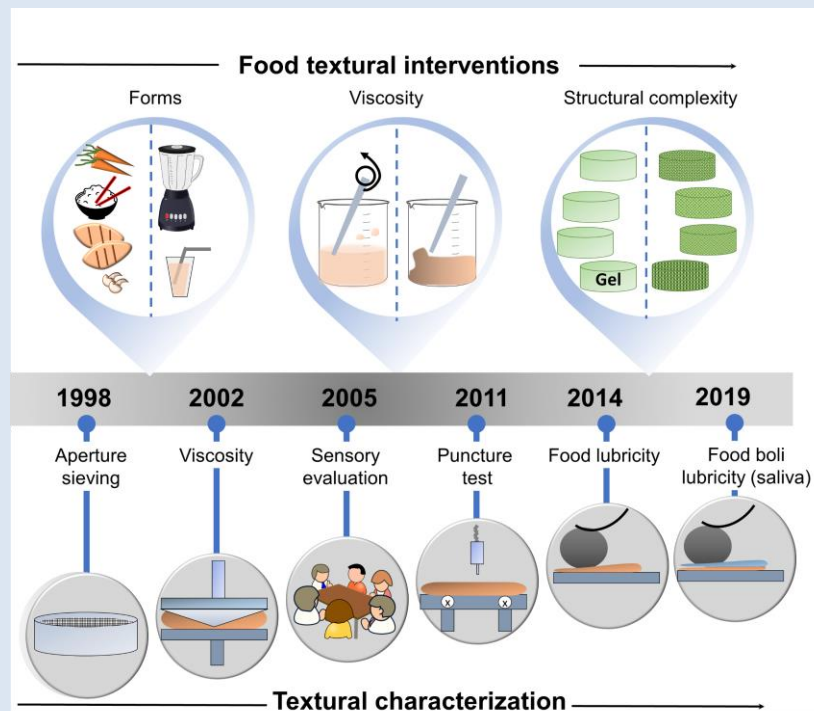 Food textural interventions
Forms
Viscosity
Structural complexity
Gel
1998
2002
2005
2011
2014
2019
Aperture
sieving
Viscosity
Sensory
evaluation
Puncture
test
Food lubricity
Food boli
lubricity (saliva)
x
x
Textural characterization